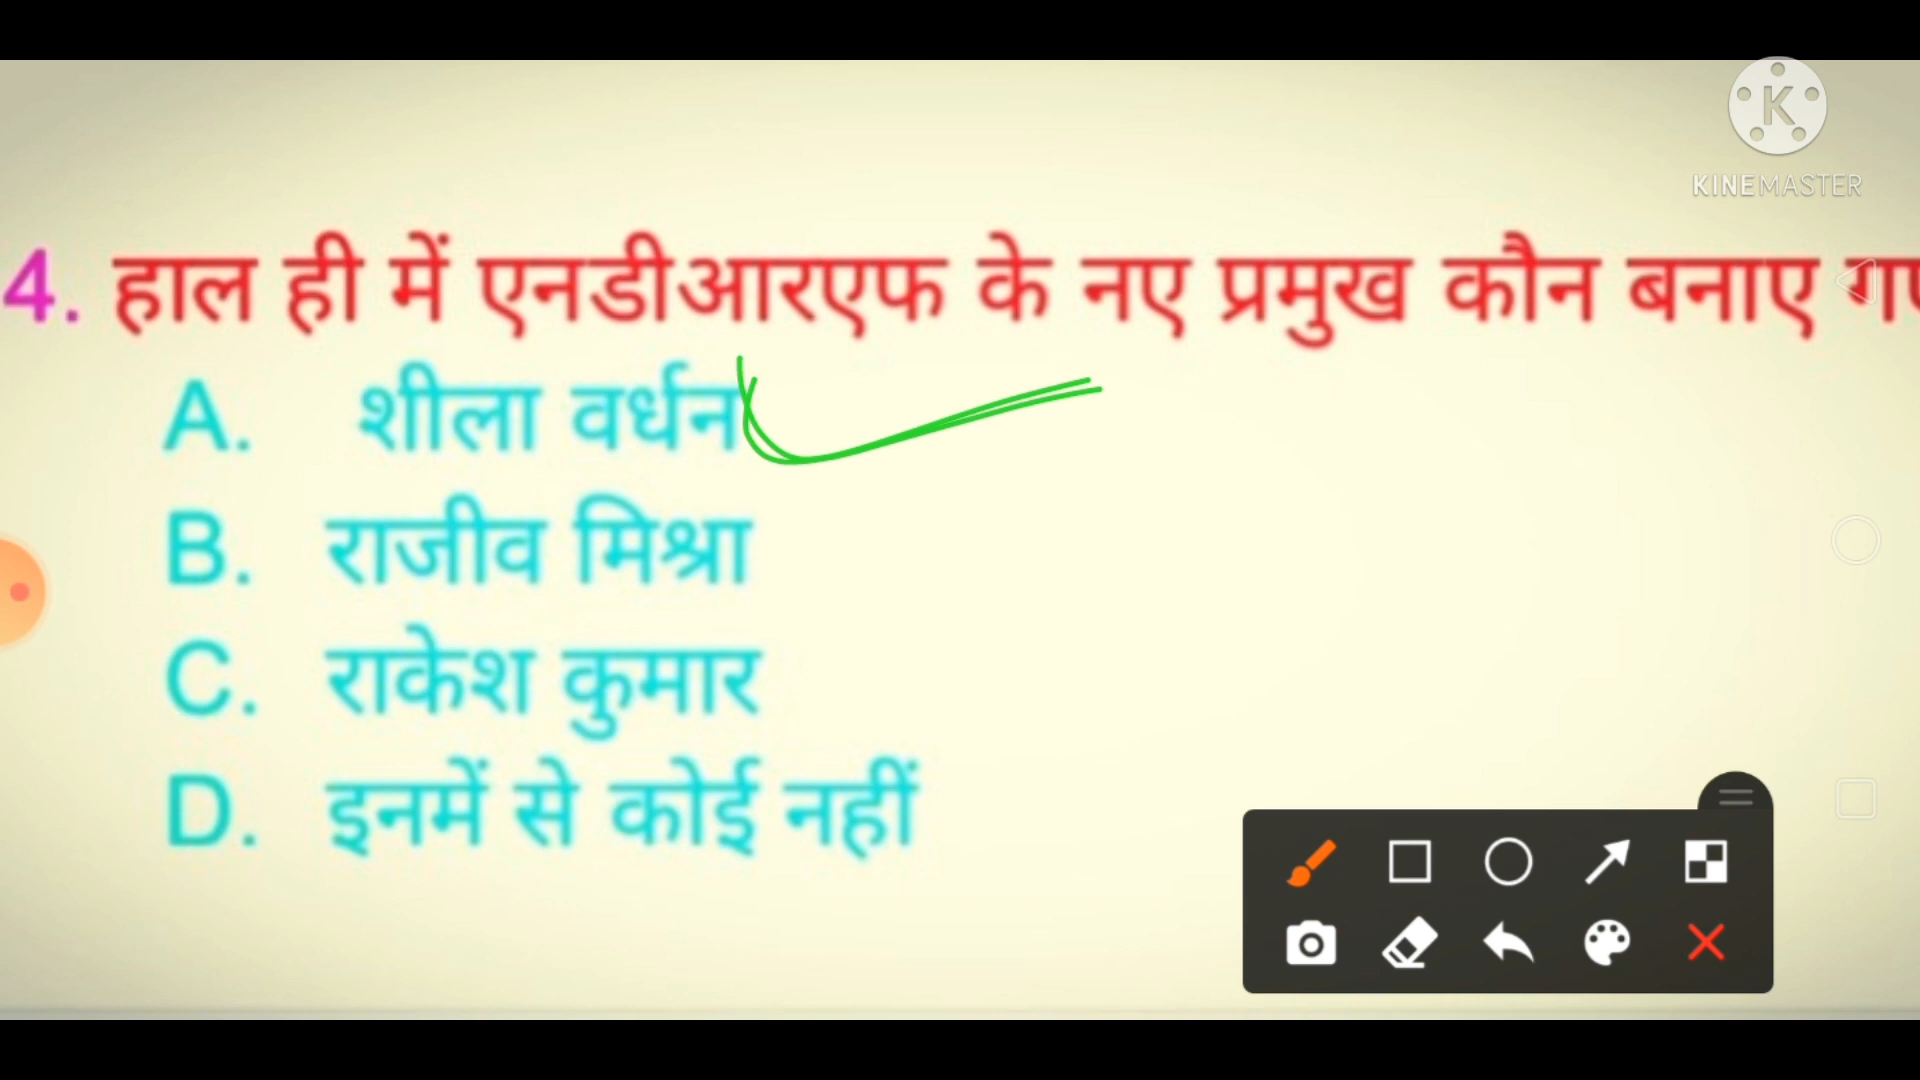 KINEMASTER
4. हाल ही में एनडीआरएफ के नए प्रमुख कौन बनाए
A. शीला वर्धन
B. राजीव मिश्रा
C. राकेश कुमार
D. इनमें से कोई नहीं